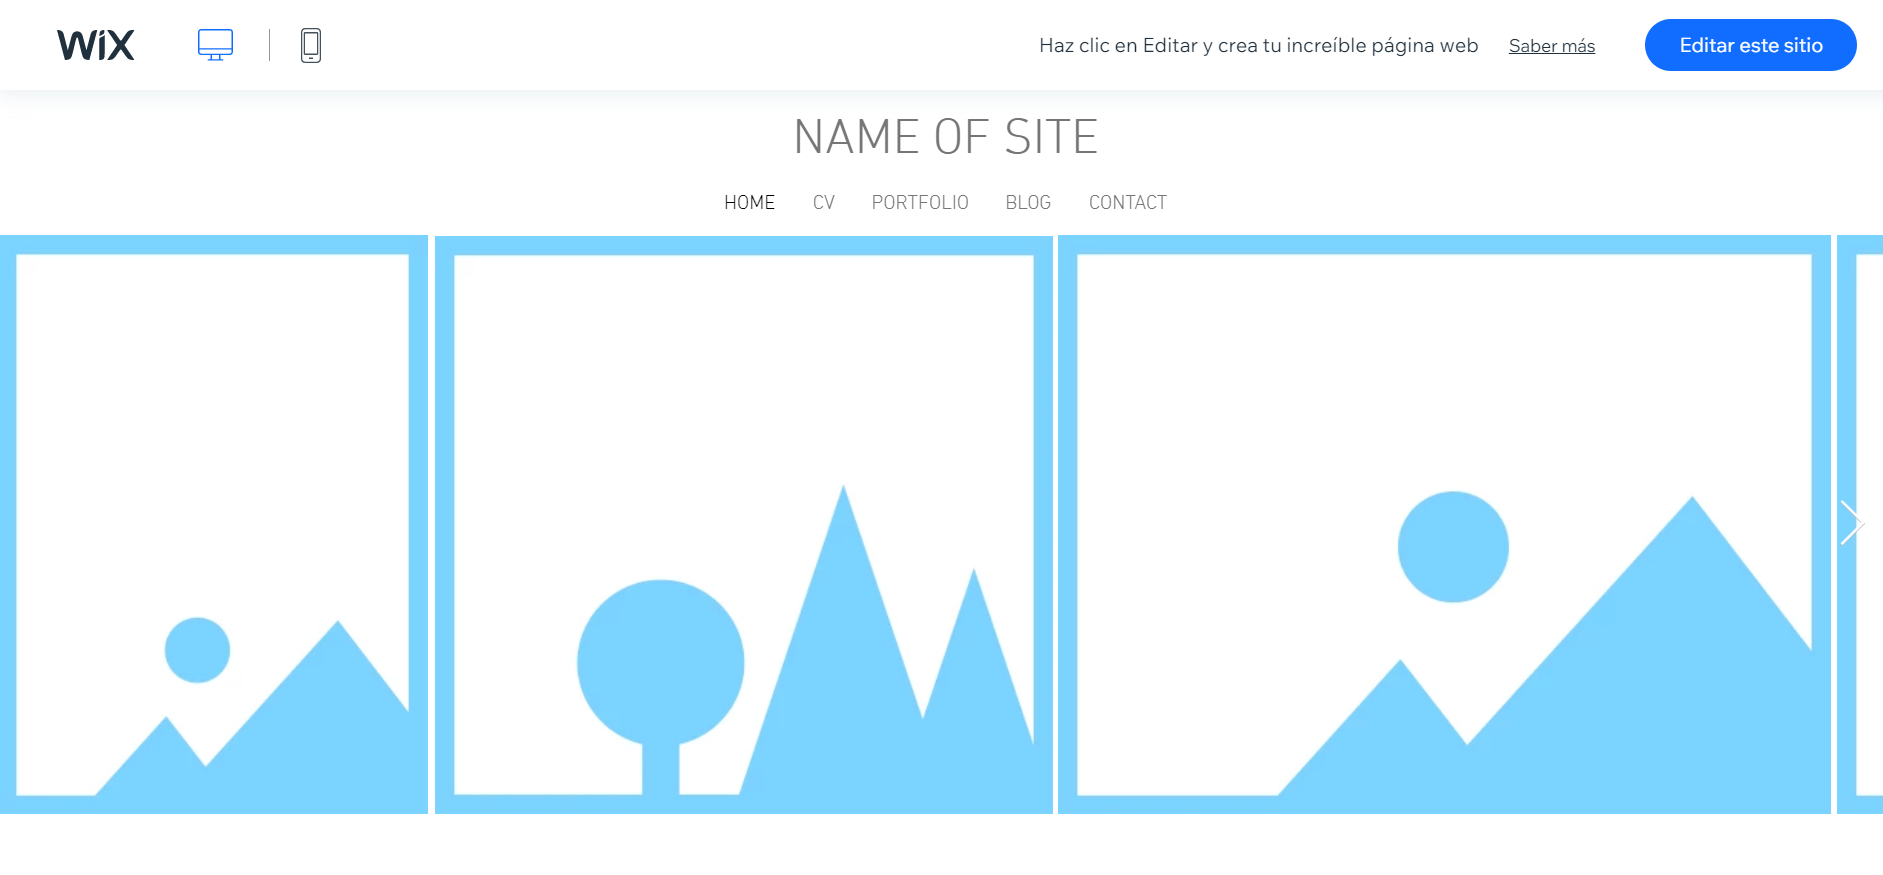 WiX
Haz clic en Editar y crea tu increíble página web Saber más Editar este sitio
NAME OF SITE
HOME CV PORTFOLIO BLOG CONTACT